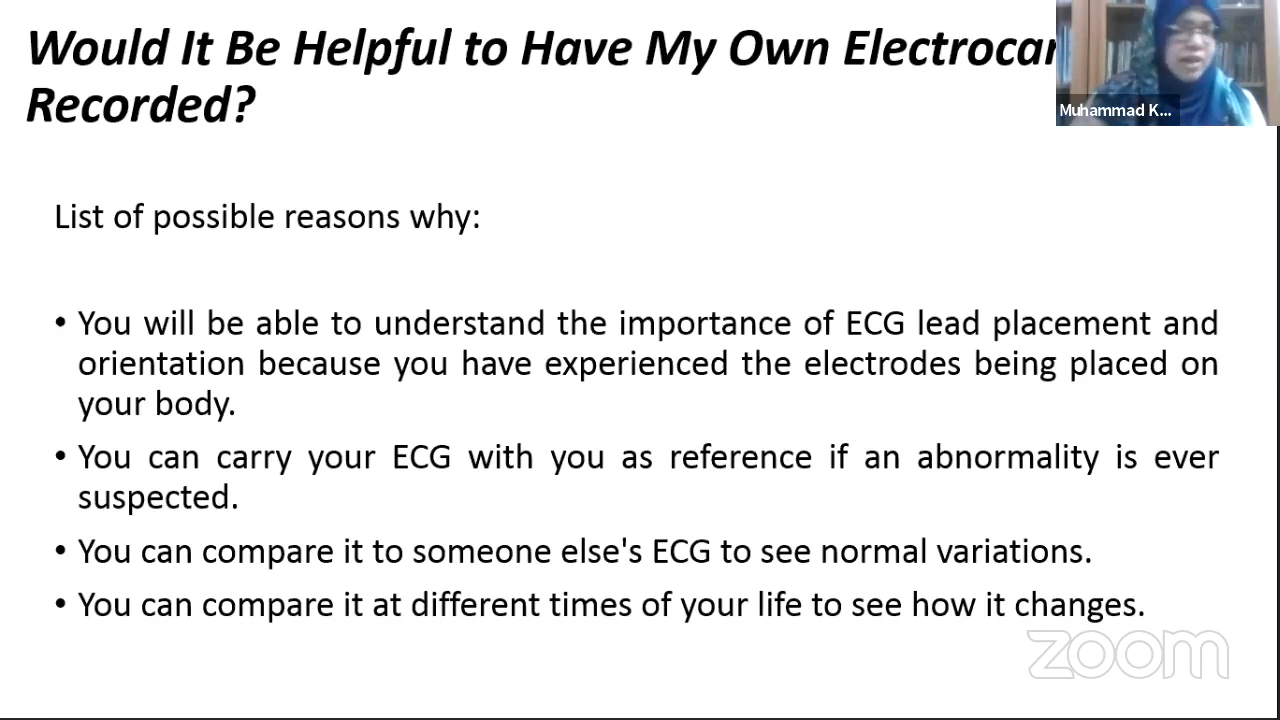 Would It Be Helpful to Have My Own Electrocar
Recorded?
Muhammad K...
List of possible reasons why:
• You will be able to understand the importance of ECG lead placement and
orientation because you have experienced the electrodes being placed on
your body.
• You can carry your ECG with you as reference if an abnormality is ever
suspected.
• You can compare it to someone else's ECG to see normal variations.
• You can compare it at different times of your life to see how it changes.
zoom